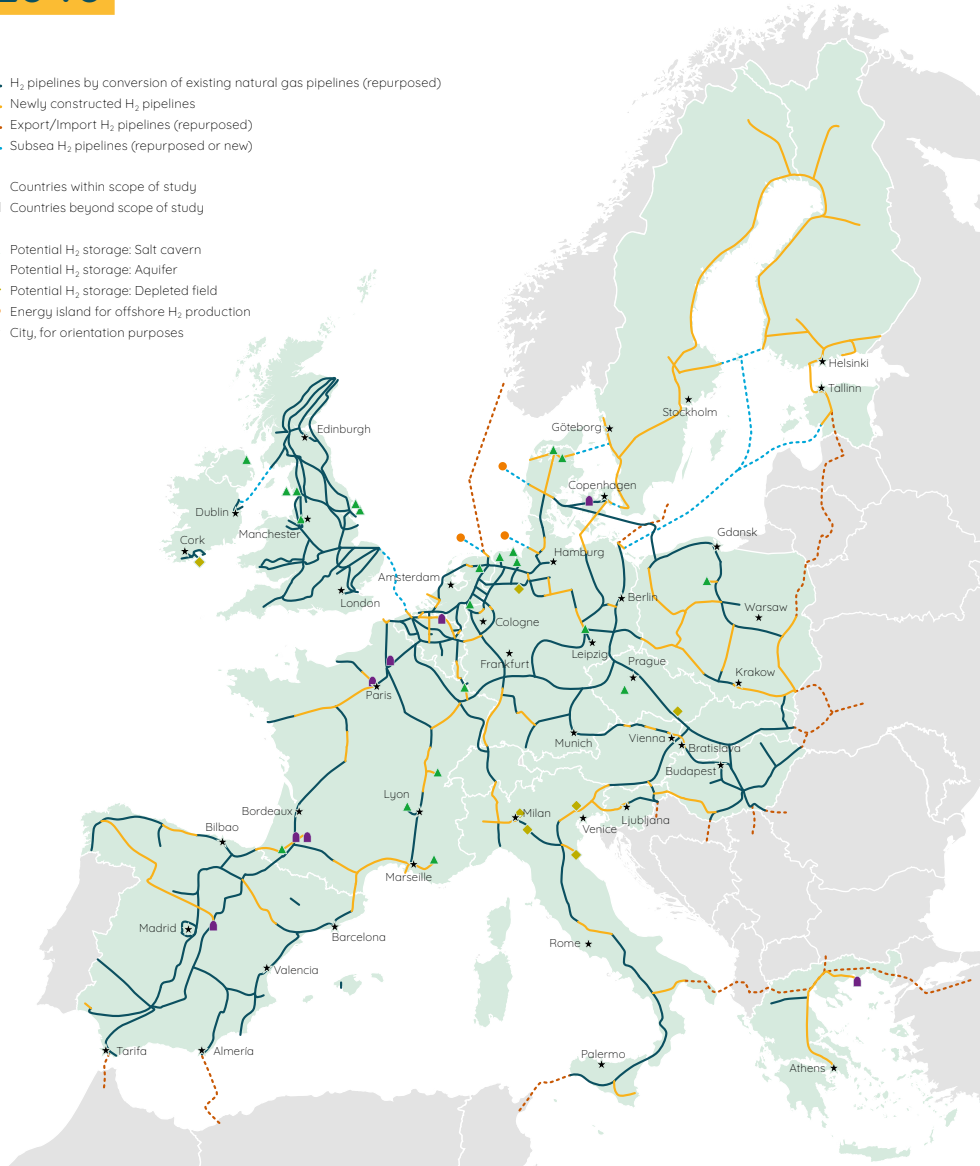 H₂ pipelines by conversion of existing natural gas pipelines (repurposed)
Newly constructed H₂ pipelines
Export/Import H₂ pipelines (repurposed)
Subsea H₂ pipelines (repurposed or new)
Countries within scope of study
Countries beyond scope of study
Potential H₂ storage: Salt cavern
Potential H₂ storage: Aquifer
Potential H₂ storage: Depleted field
Energy island for offshore H₂ production
City, for orientation purposes
Helsinki
Tallinn
Stockholm
Göteborg
Edinburgh
Copenhagen
Dublin
Manchester
Gdansk
Cork
Hamburg
Amsterdam
Berlin
London
Warsaw
Cologne
Leipzig
Frankfurt
Prague
Krakow
Paris
Vienna
Munich
Bratislava
Budapest
Lyon
Bordeaux
Milan
Ljubljana
Venice
Bilbao
Marseille
Madrid
Barcelona
Rome
Valencia
Tarifa
Almería
Palermo
Athens